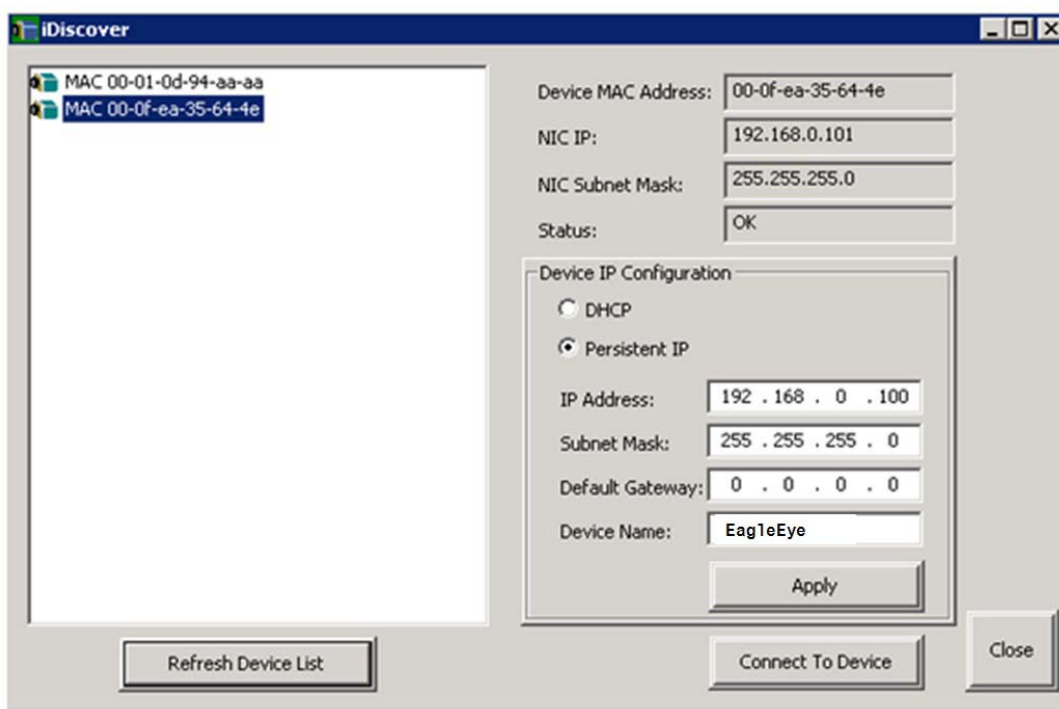 iDiscover
MAC 00-01-0d-94-aa-aa
MAC 00-0f-ea-35-64-4e
Device MAC Address: 00-0f-ea-35-64-4e
NIC IP: 192.168.0.101
NIC Subnet Mask: 255.255.255.0
Status: OK
Device IP Configuration
DHCP
Persistent IP
IP Address: 192 . 168 . 0 . 100
Subnet Mask: 255 . 255 . 255 . 0
Default Gateway: 0 . 0 . 0 . 0
Device Name: EagleEye
Apply
Refresh Device List
Connect To Device
Close